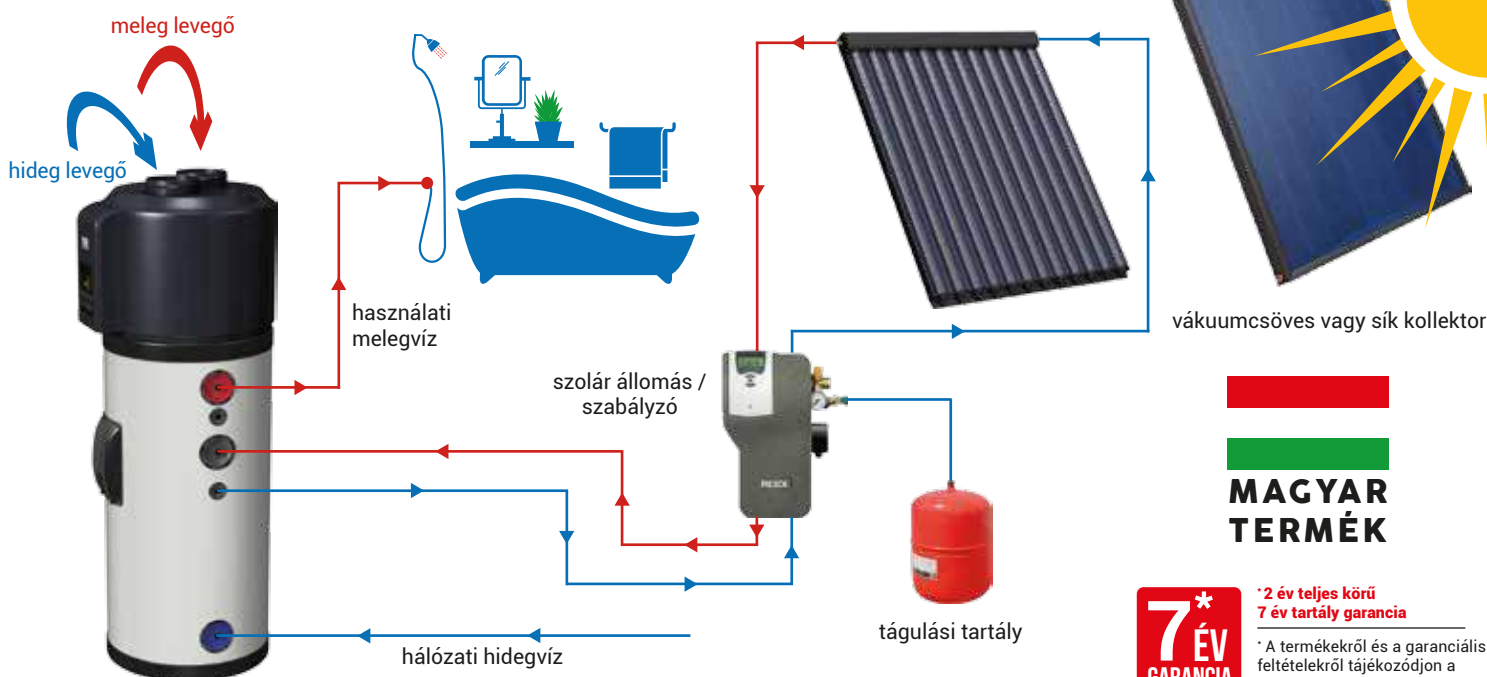 meleg levegő
hideg levegő
használati
melegvíz
szolár állomás /
szabályzó
vákuumcsöves vagy sík kollektor
tágulási tartály
hálózati hidegvíz
MAGYAR
TERMÉK
7*
ÉV
GARANCIA
*2 év teljes körű
7 év tartály garancia
* A termékekről és a garanciális
feltételekről tájékozódjon a